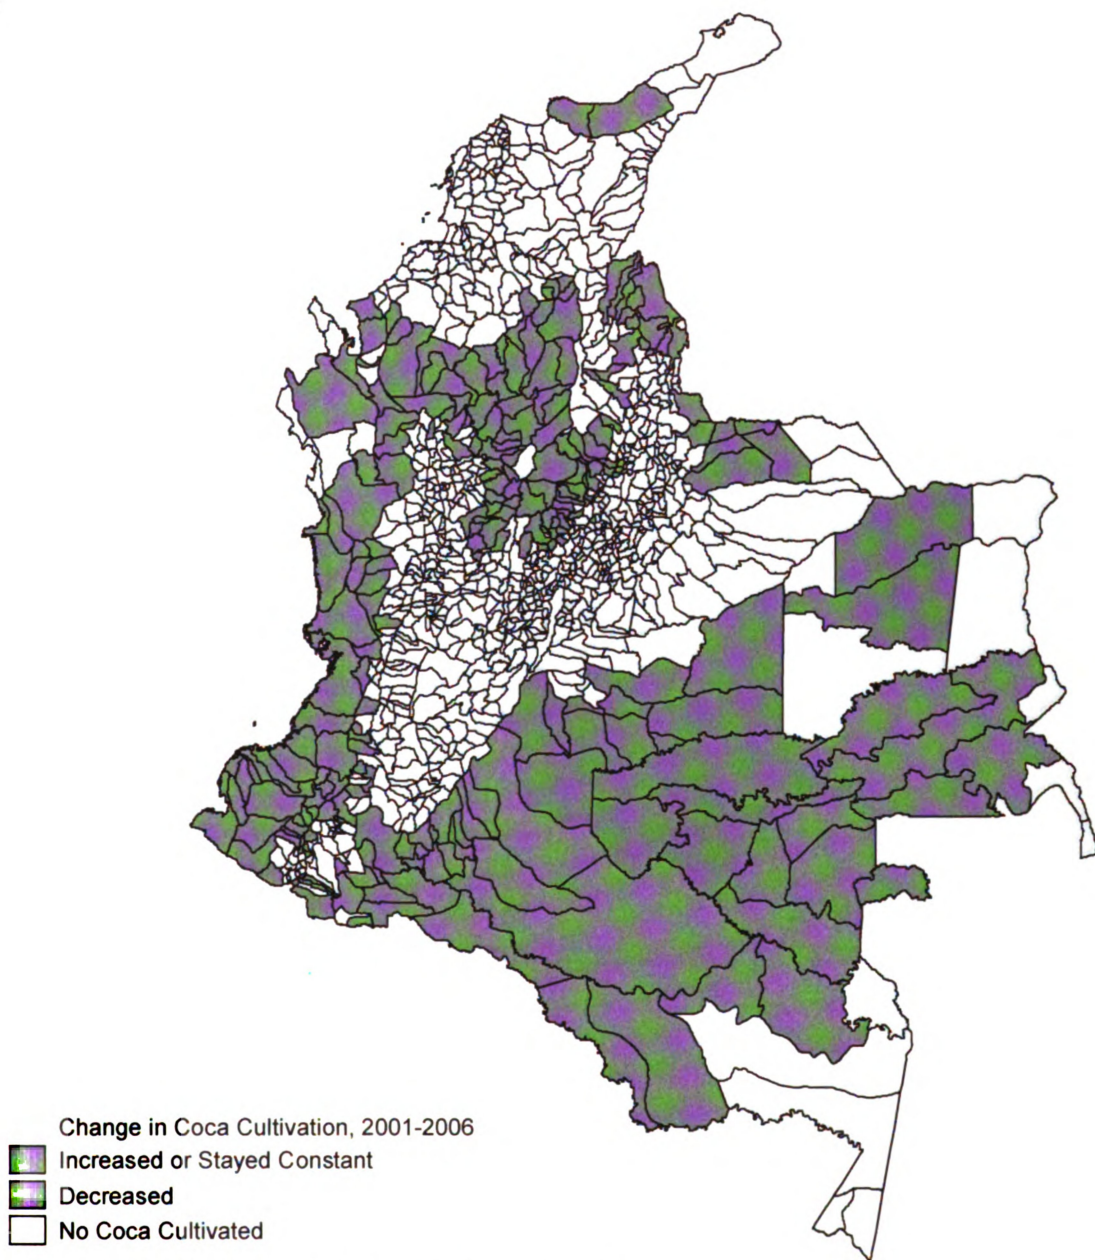 Change in Coca Cultivation, 2001-2006
Increased or Stayed Constant
Decreased
No Coca Cultivated